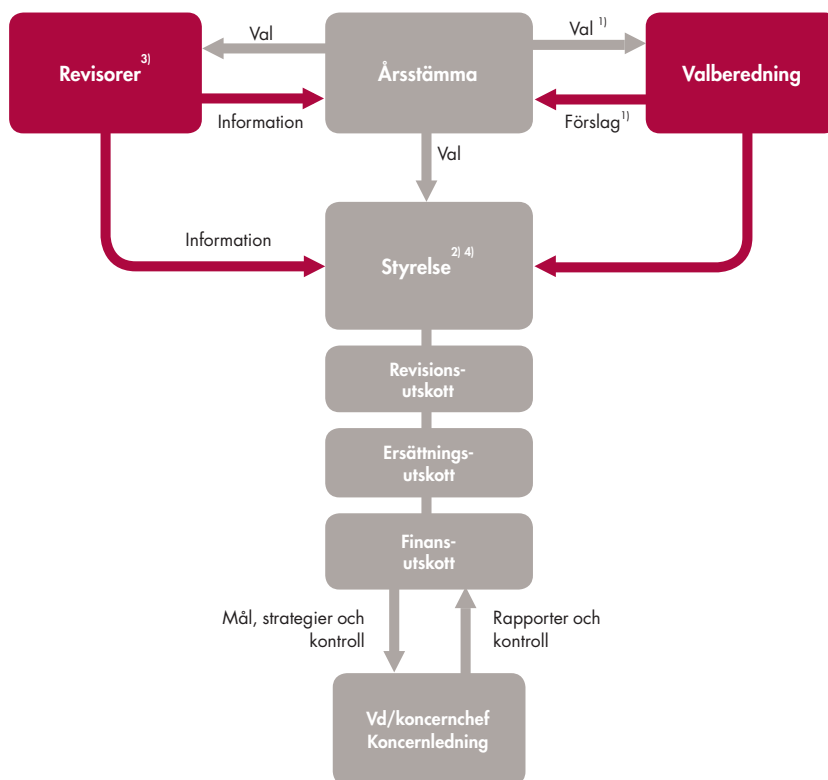 Val
Val 1)
Revisorer 3)
Årsstämma
Valberedning
Information
Förslag 1)
Val
Information
Styrelse 2) 4)
Revisions-
utskott
Ersättnings-
utskott
Finans-
utskott
Mål, strategier och
kontroll
Rapporter och
kontroll
Vd/koncernchef
Koncernledning